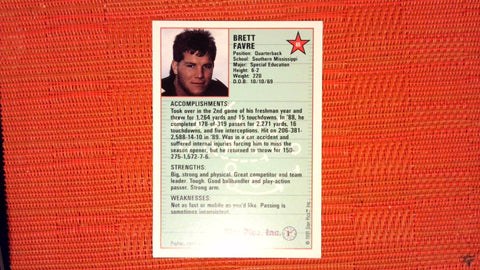 BRETT
FAVRE
Position: Quarterback
School: Southern Mississippi
Major: Special Education
Height: 6-2
Weight: 220
D.O.B: 10/10/69
ACCOMPLISHMENTS:
Took over in the 2nd game of his freshman year and
threw for 1,264 yards and 15 touchdowns. In '88, he
completed 178 of 319 passes for 2,271 yards, 16
touchdowns, and five interceptions. Hit on 206-381-
2,588-14-10 in '89. Was in a car accident and
suffered internal injuries forcing him to miss the
season opener, but he returned to throw for 150-
275-1,572-7-6.
STRENGTHS:
Big, strong and physical. Great competitor and team
leader. Tough. Good ballhandler and play-action
passer. Strong arm.
WEAKNESSES:
Not as fast or mobile as you'd like. Passing is
sometimes inconsistent.
Star Pics, Inc.